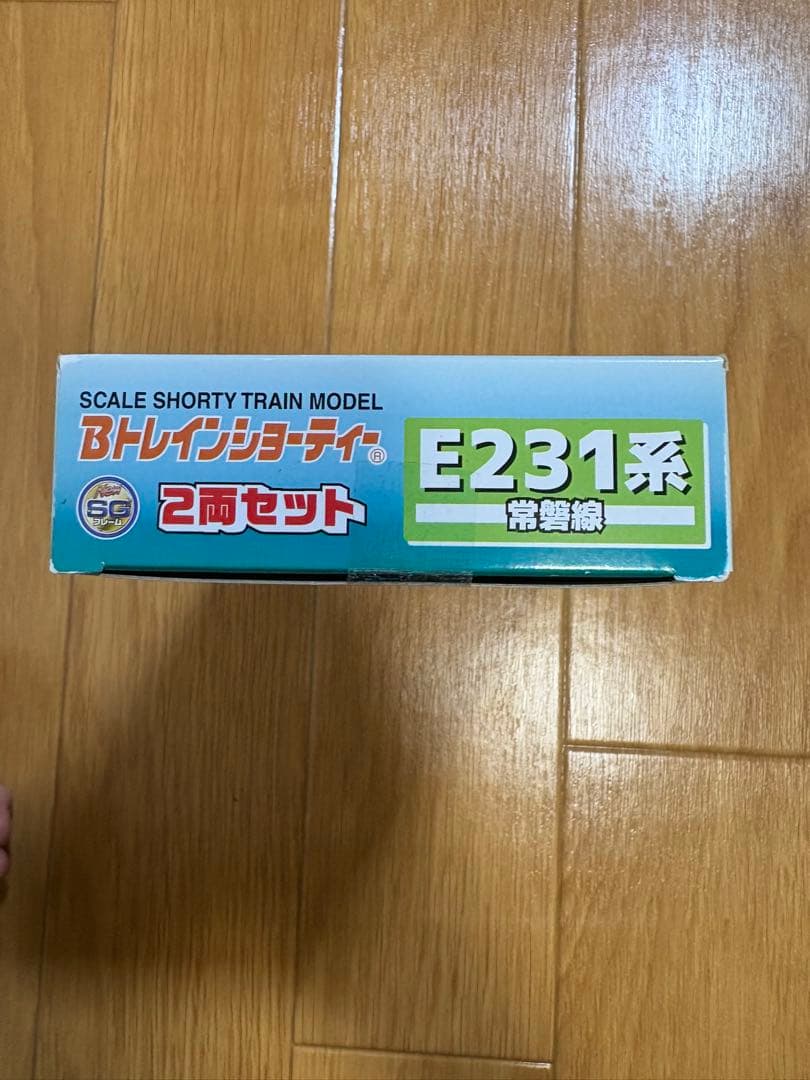 SCALE SHORTY TRAIN MODEL
Bトレインショーティー®
New
SG
フレーム
2両セット
E231系
常磐線